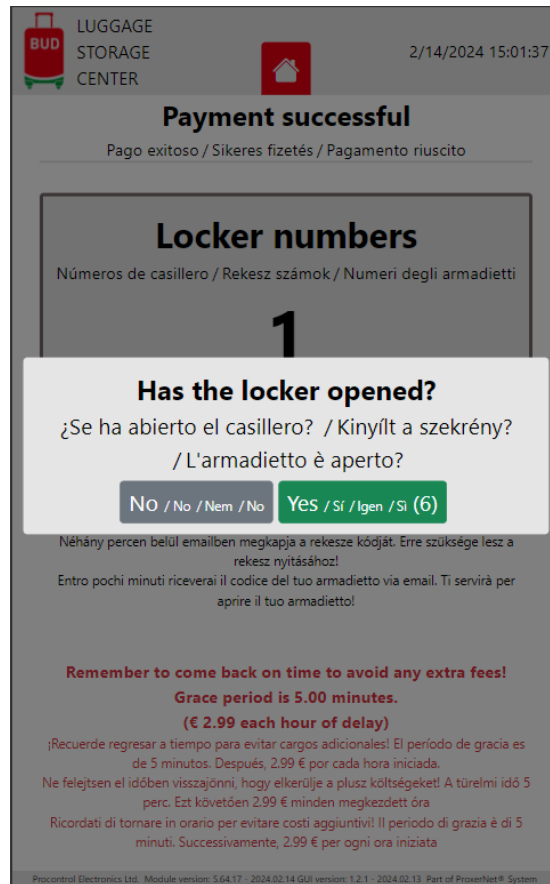 BUD
LUGGAGE
STORAGE
CENTER
2/14/2024 15:01:37
Payment successful
Pago exitoso / Sikeres fizetés / Pagamento riuscito
Locker numbers
Números de casillero / Rekesz számok / Numeri degli armadietti
1
Has the locker opened?
¿Se ha abierto el casillero? / Kinyílt a szekrény?
/ L'armadietto è aperto?
No / No / Nem / No
Yes / Sí / Igen / Sì (6)
Néhány percen belül emailben megkapja a rekesze kódját. Erre szüksége lesz a
rekesz nyitásához!
Entro pochi minuti riceverai il codice del tuo armadietto via email. Ti servirà per
aprire il tuo armadietto!
Remember to come back on time to avoid any extra fees!
Grace period is 5.00 minutes.
(€ 2.99 each hour of delay)
¡Recuerde regresar a tiempo para evitar cargos adicionales! El período de gracia es
de 5 minutos. Después, 2.99 € por cada hora iniciada.
Ne felejtsen el időben visszajönni, hogy elkerülje a plusz költségeket! A türelmi idő 5
perc. Ezt követően 2.99 € minden megkezdett óra
Ricordati di tornare in orario per evitare costi aggiuntivi! Il periodo di grazia è di 5
minuti. Successivamente, 2.99 € per ogni ora iniziata
Procontrol Electronics Ltd. Module version: 5.64.17 - 2024.02.14 GUI version: 1.2.1 - 2024.02.13 Part of ProxerNet® System